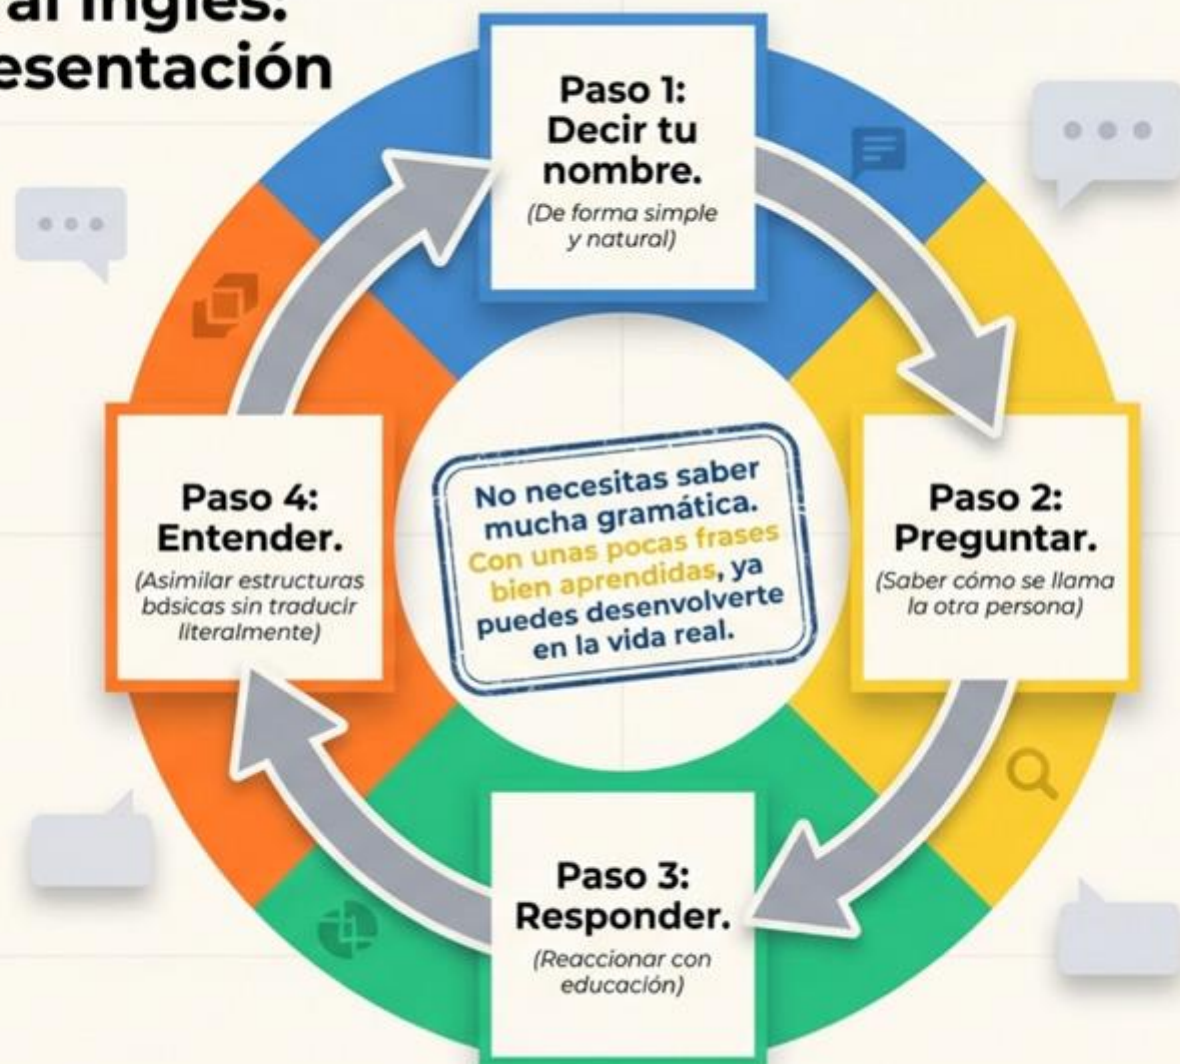 al Inglés:
esentación
Paso 1:
Decir tu
nombre.
(De forma simple
y natural)
Paso 2:
Preguntar.
(Saber cómo se llama
la otra persona)
Paso 3:
Responder.
(Reaccionar con
educación)
Paso 4:
Entender.
(Asimilar estructuras
básicas sin traducir
literalmente)
No necesitas saber
mucha gramática.
Con unas pocas frases
bien aprendidas, ya
puedes desenvolverte
en la vida real.